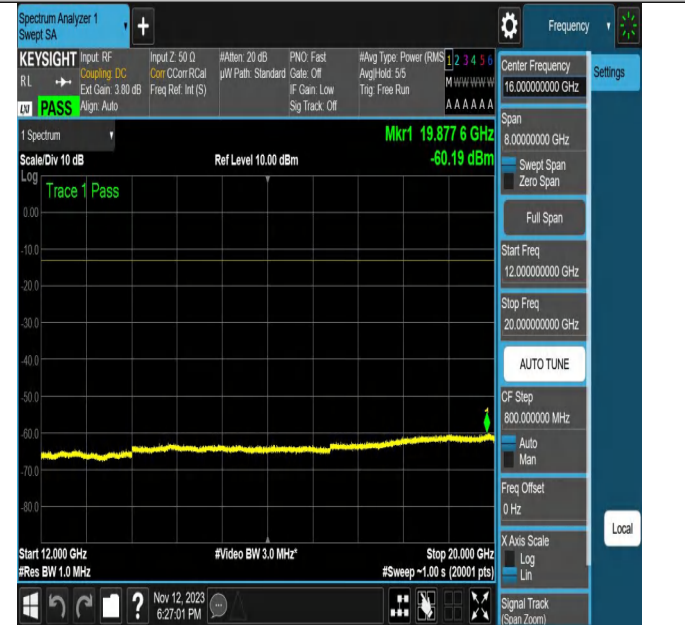 Spectrum Analyzer 1
Swept SA
+
Frequency
KEYSIGHT
RL
LXI PASS
Input: RF
Coupling: DC
Ext Gain: 3.80 dB
Align: Auto
Input Z: 50 Ω
Corr CCorr RCal
Freq Ref: Int (S)
#Atten: 20 dB
µW Path: Standard
PNO: Fast
Gate: Off
IF Gain: Low
Sig Track: Off
#Avg Type: Power (RMS
Avg|Hold: 5/5
Trig: Free Run
1 2 3 4 5 6
M W W W W W
A A A A A A
1 Spectrum
Scale/Div 10 dB
Log
Ref Level 10.00 dBm
Mkr1 19.877 6 GHz
-60.19 dBm
Trace 1 Pass
0.00
-10.0
-20.0
-30.0
-40.0
-50.0
-60.0
-70.0
-80.0
1
Start 12.000 GHz
#Res BW 1.0 MHz
#Video BW 3.0 MHz*
Stop 20.000 GHz
#Sweep ~1.00 s (20001 pts)
Center Frequency
16.000000000 GHz
Span
8.00000000 GHz
Swept Span
Zero Span
Full Span
Start Freq
12.000000000 GHz
Stop Freq
20.000000000 GHz
AUTO TUNE
CF Step
800.000000 MHz
Auto
Man
Freq Offset
0 Hz
X Axis Scale
Log
Lin
Signal Track
(Span Zoom)
Settings
Local
?
Nov 12, 2023
6:27:01 PM